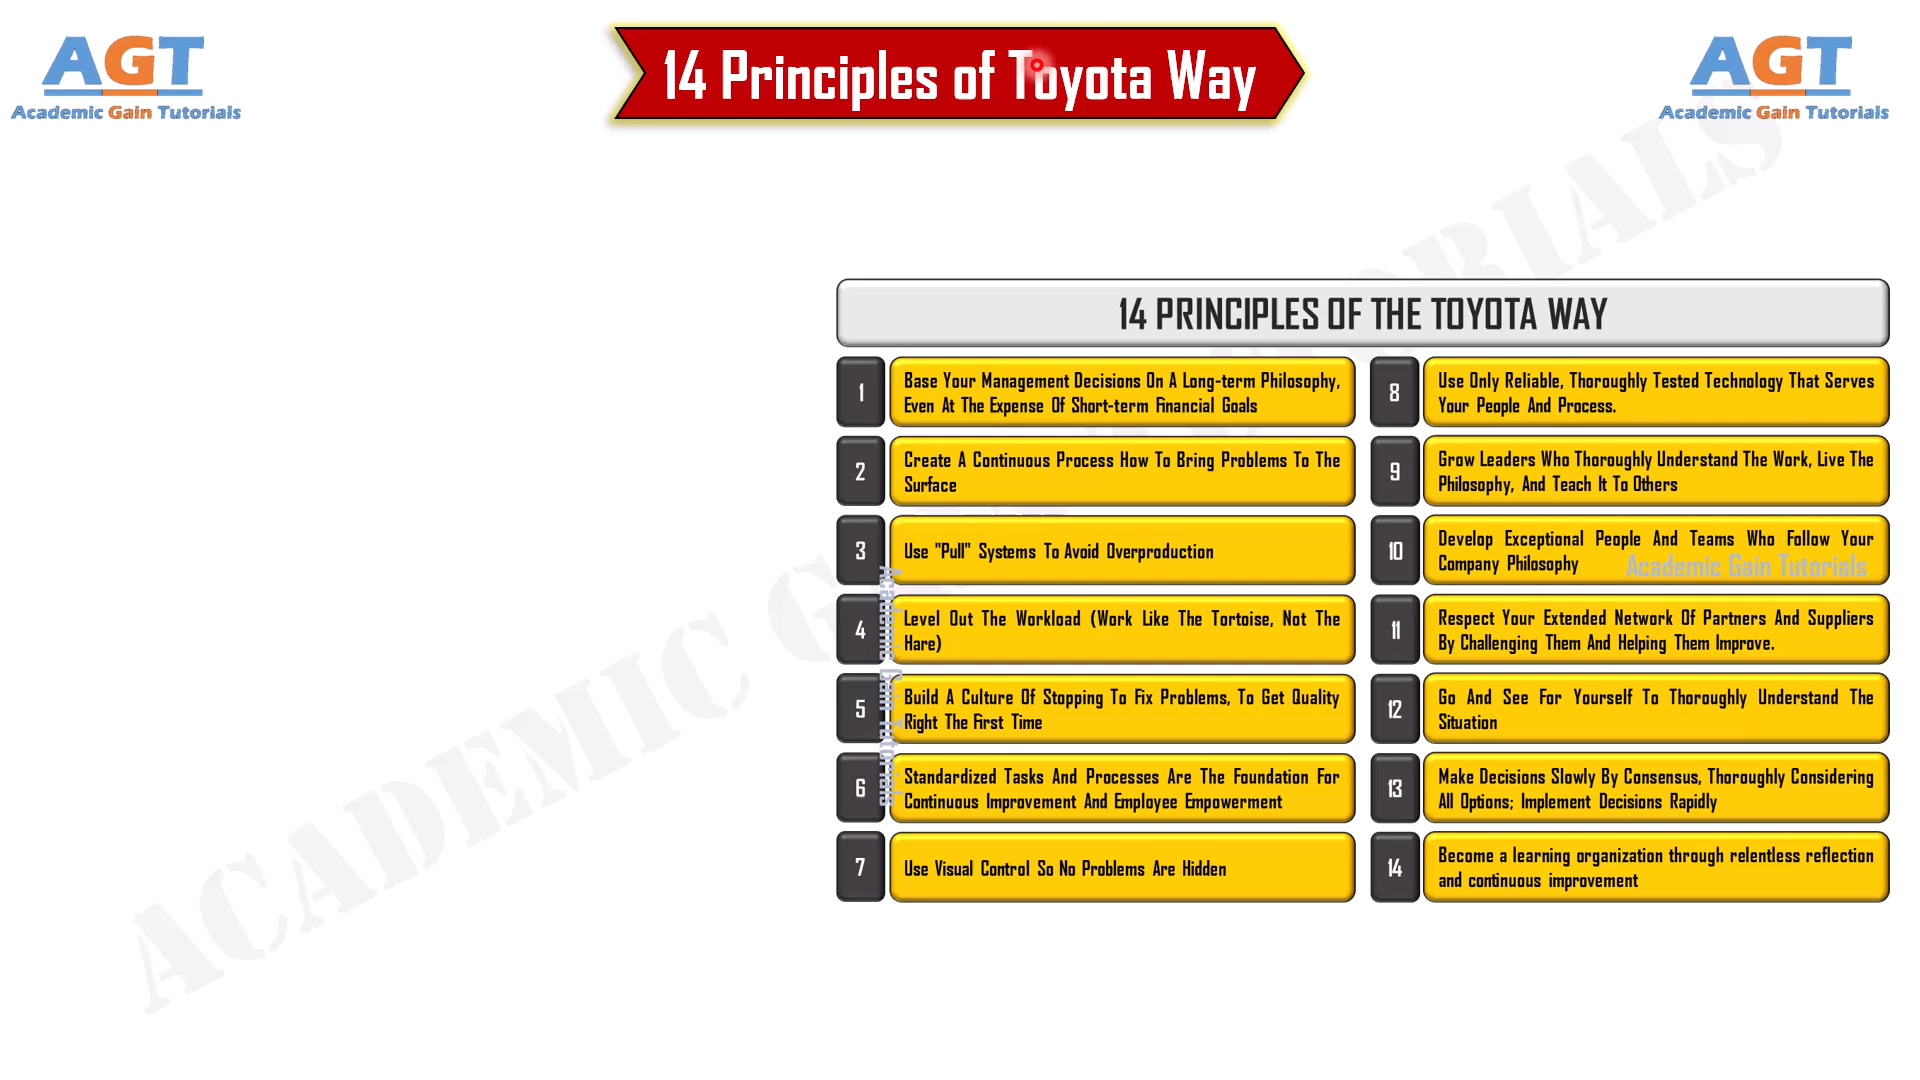 AGT
Academic Gain Tutorials
14 Principles of Toyota Way
AGT
Academic Gain Tutorials
14 PRINCIPLES OF THE TOYOTA WAY
1
Base Your Management Decisions On A Long-term Philosophy,
Even At The Expense Of Short-term Financial Goals
2
Create A Continuous Process How To Bring Problems To The
Surface
3
Use "Pull" Systems To Avoid Overproduction
4
Level Out The Workload (Work Like The Tortoise, Not The
Hare)
5
Build A Culture Of Stopping To Fix Problems, To Get Quality
Right The First Time
6
Standardized Tasks And Processes Are The Foundation For
Continuous Improvement And Employee Empowerment
7
Use Visual Control So No Problems Are Hidden
8
Use Only Reliable, Thoroughly Tested Technology That Serves
Your People And Process.
9
Grow Leaders Who Thoroughly Understand The Work, Live The
Philosophy, And Teach It To Others
10
Develop Exceptional People And Teams Who Follow Your
Company Philosophy
Academic Gain Tutorials
11
Respect Your Extended Network Of Partners And Suppliers
By Challenging Them And Helping Them Improve.
12
Go And See For Yourself To Thoroughly Understand The
Situation
13
Make Decisions Slowly By Consensus, Thoroughly Considering
All Options; Implement Decisions Rapidly
14
Become a learning organization through relentless reflection
and continuous improvement
Academic Gain Tutorials
ACADEMIC GAIN TUTORIALS